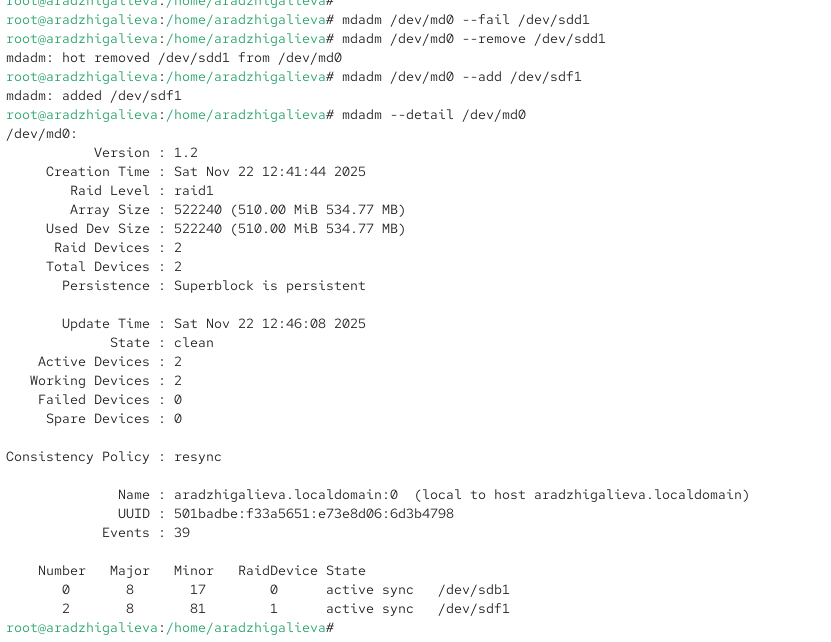 root@aradzhigalieva:/home/aradzhigalieva#
root@aradzhigalieva:/home/aradzhigalieva# mdadm /dev/md0 --fail /dev/sdd1
root@aradzhigalieva:/home/aradzhigalieva# mdadm /dev/md0 --remove /dev/sdd1
mdadm: hot removed /dev/sdd1 from /dev/md0
root@aradzhigalieva:/home/aradzhigalieva# mdadm /dev/md0 --add /dev/sdf1
mdadm: added /dev/sdf1
root@aradzhigalieva:/home/aradzhigalieva# mdadm --detail /dev/md0
/dev/md0:
           Version : 1.2
     Creation Time : Sat Nov 22 12:41:44 2025
        Raid Level : raid1
        Array Size : 522240 (510.00 MiB 534.77 MB)
     Used Dev Size : 522240 (510.00 MiB 534.77 MB)
      Raid Devices : 2
     Total Devices : 2
       Persistence : Superblock is persistent

       Update Time : Sat Nov 22 12:46:08 2025
             State : clean
    Active Devices : 2
   Working Devices : 2
    Failed Devices : 0
     Spare Devices : 0

Consistency Policy : resync

              Name : aradzhigalieva.localdomain:0  (local to host aradzhigalieva.localdomain)
              UUID : 501badbe:f33a5651:e73e8d06:6d3b4798
            Events : 39

    Number   Major   Minor   RaidDevice State
       0       8       17        0      active sync   /dev/sdb1
       2       8       81        1      active sync   /dev/sdf1
root@aradzhigalieva:/home/aradzhigalieva#